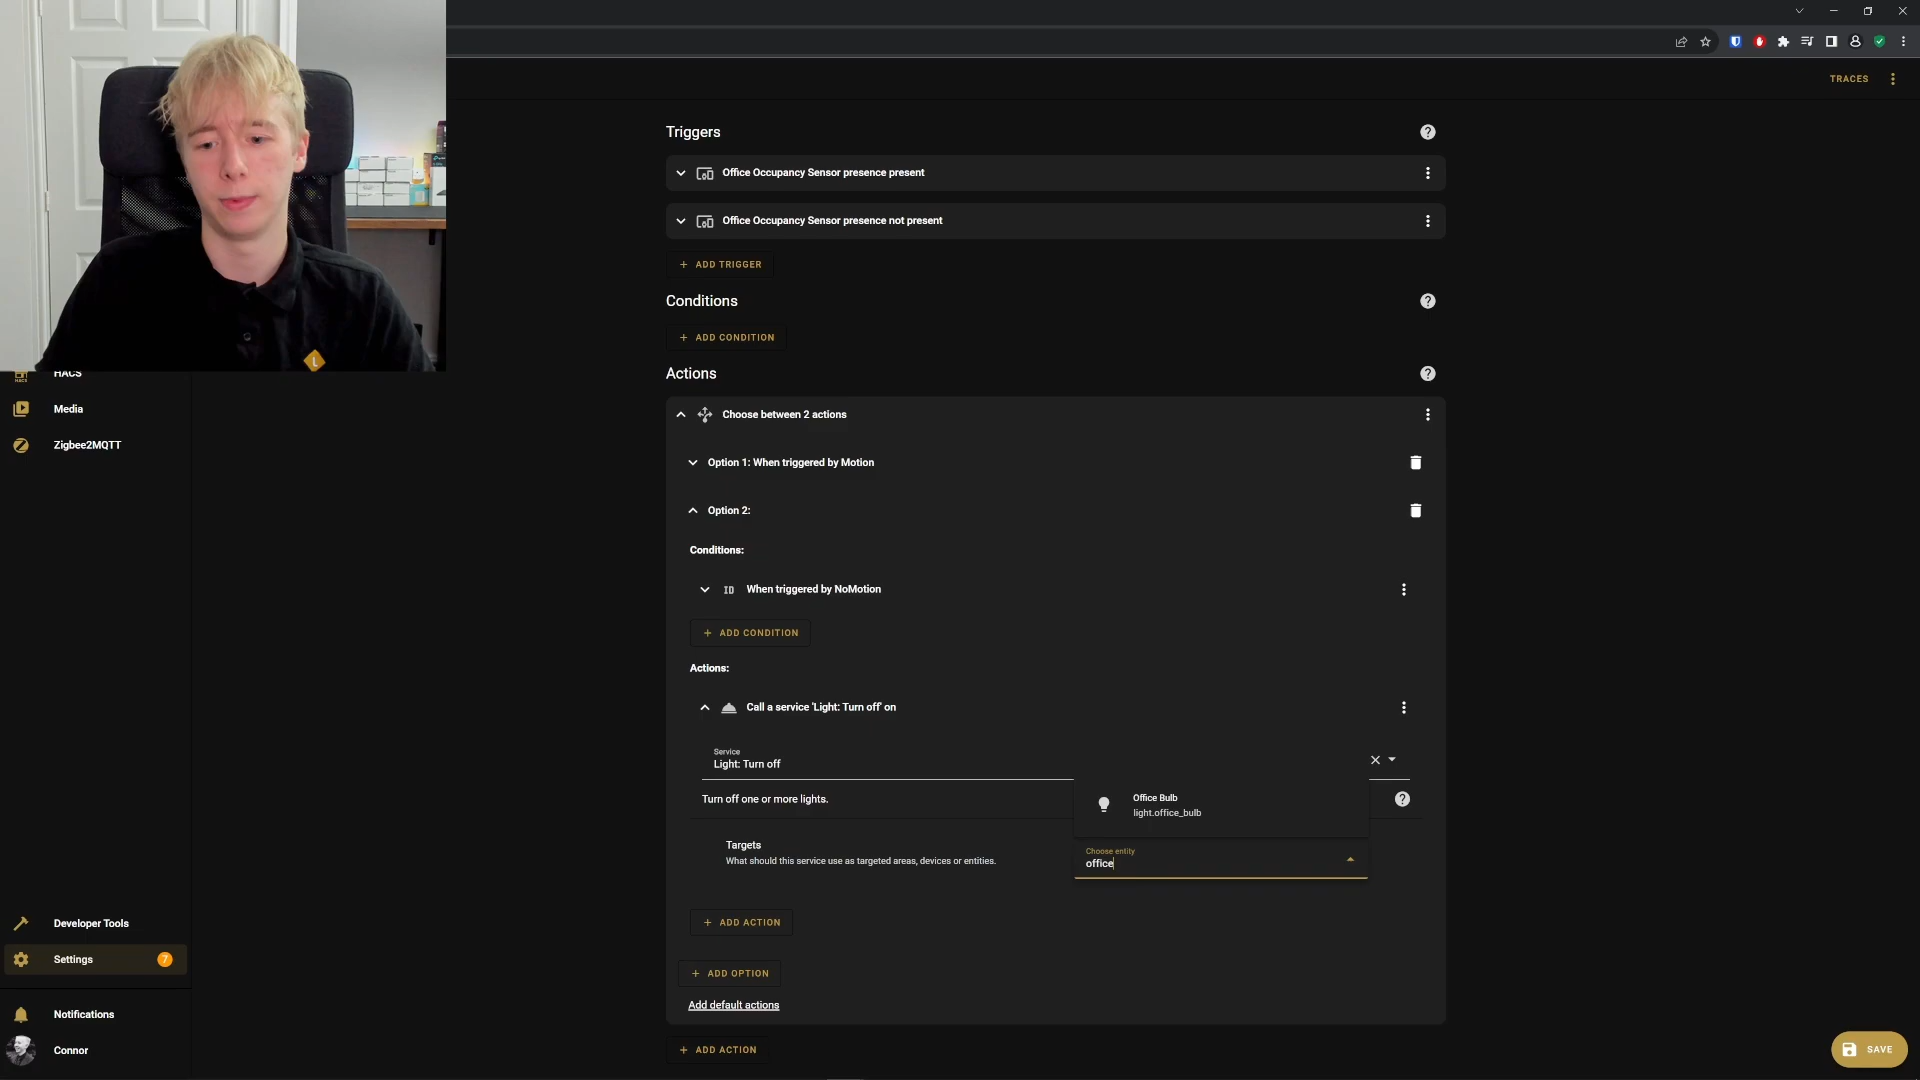 TRACES
Triggers
Office Occupancy Sensor presence present
Office Occupancy Sensor presence not present
+ ADD TRIGGER
Conditions
+ ADD CONDITION
Actions
Choose between 2 actions
Option 1: When triggered by Motion
Option 2:
Conditions:
ID When triggered by NoMotion
+ ADD CONDITION
Actions:
Call a service 'Light: Turn off' on
Service
Light: Turn off
Turn off one or more lights.
Office Bulb
light.office_bulb
Targets
What should this service use as targeted areas, devices or entities.
Choose entity
office
+ ADD ACTION
+ ADD OPTION
Add default actions
+ ADD ACTION
SAVE
L
HACS
Media
Zigbee2MQTT
Developer Tools
Settings 7
Notifications
Connor